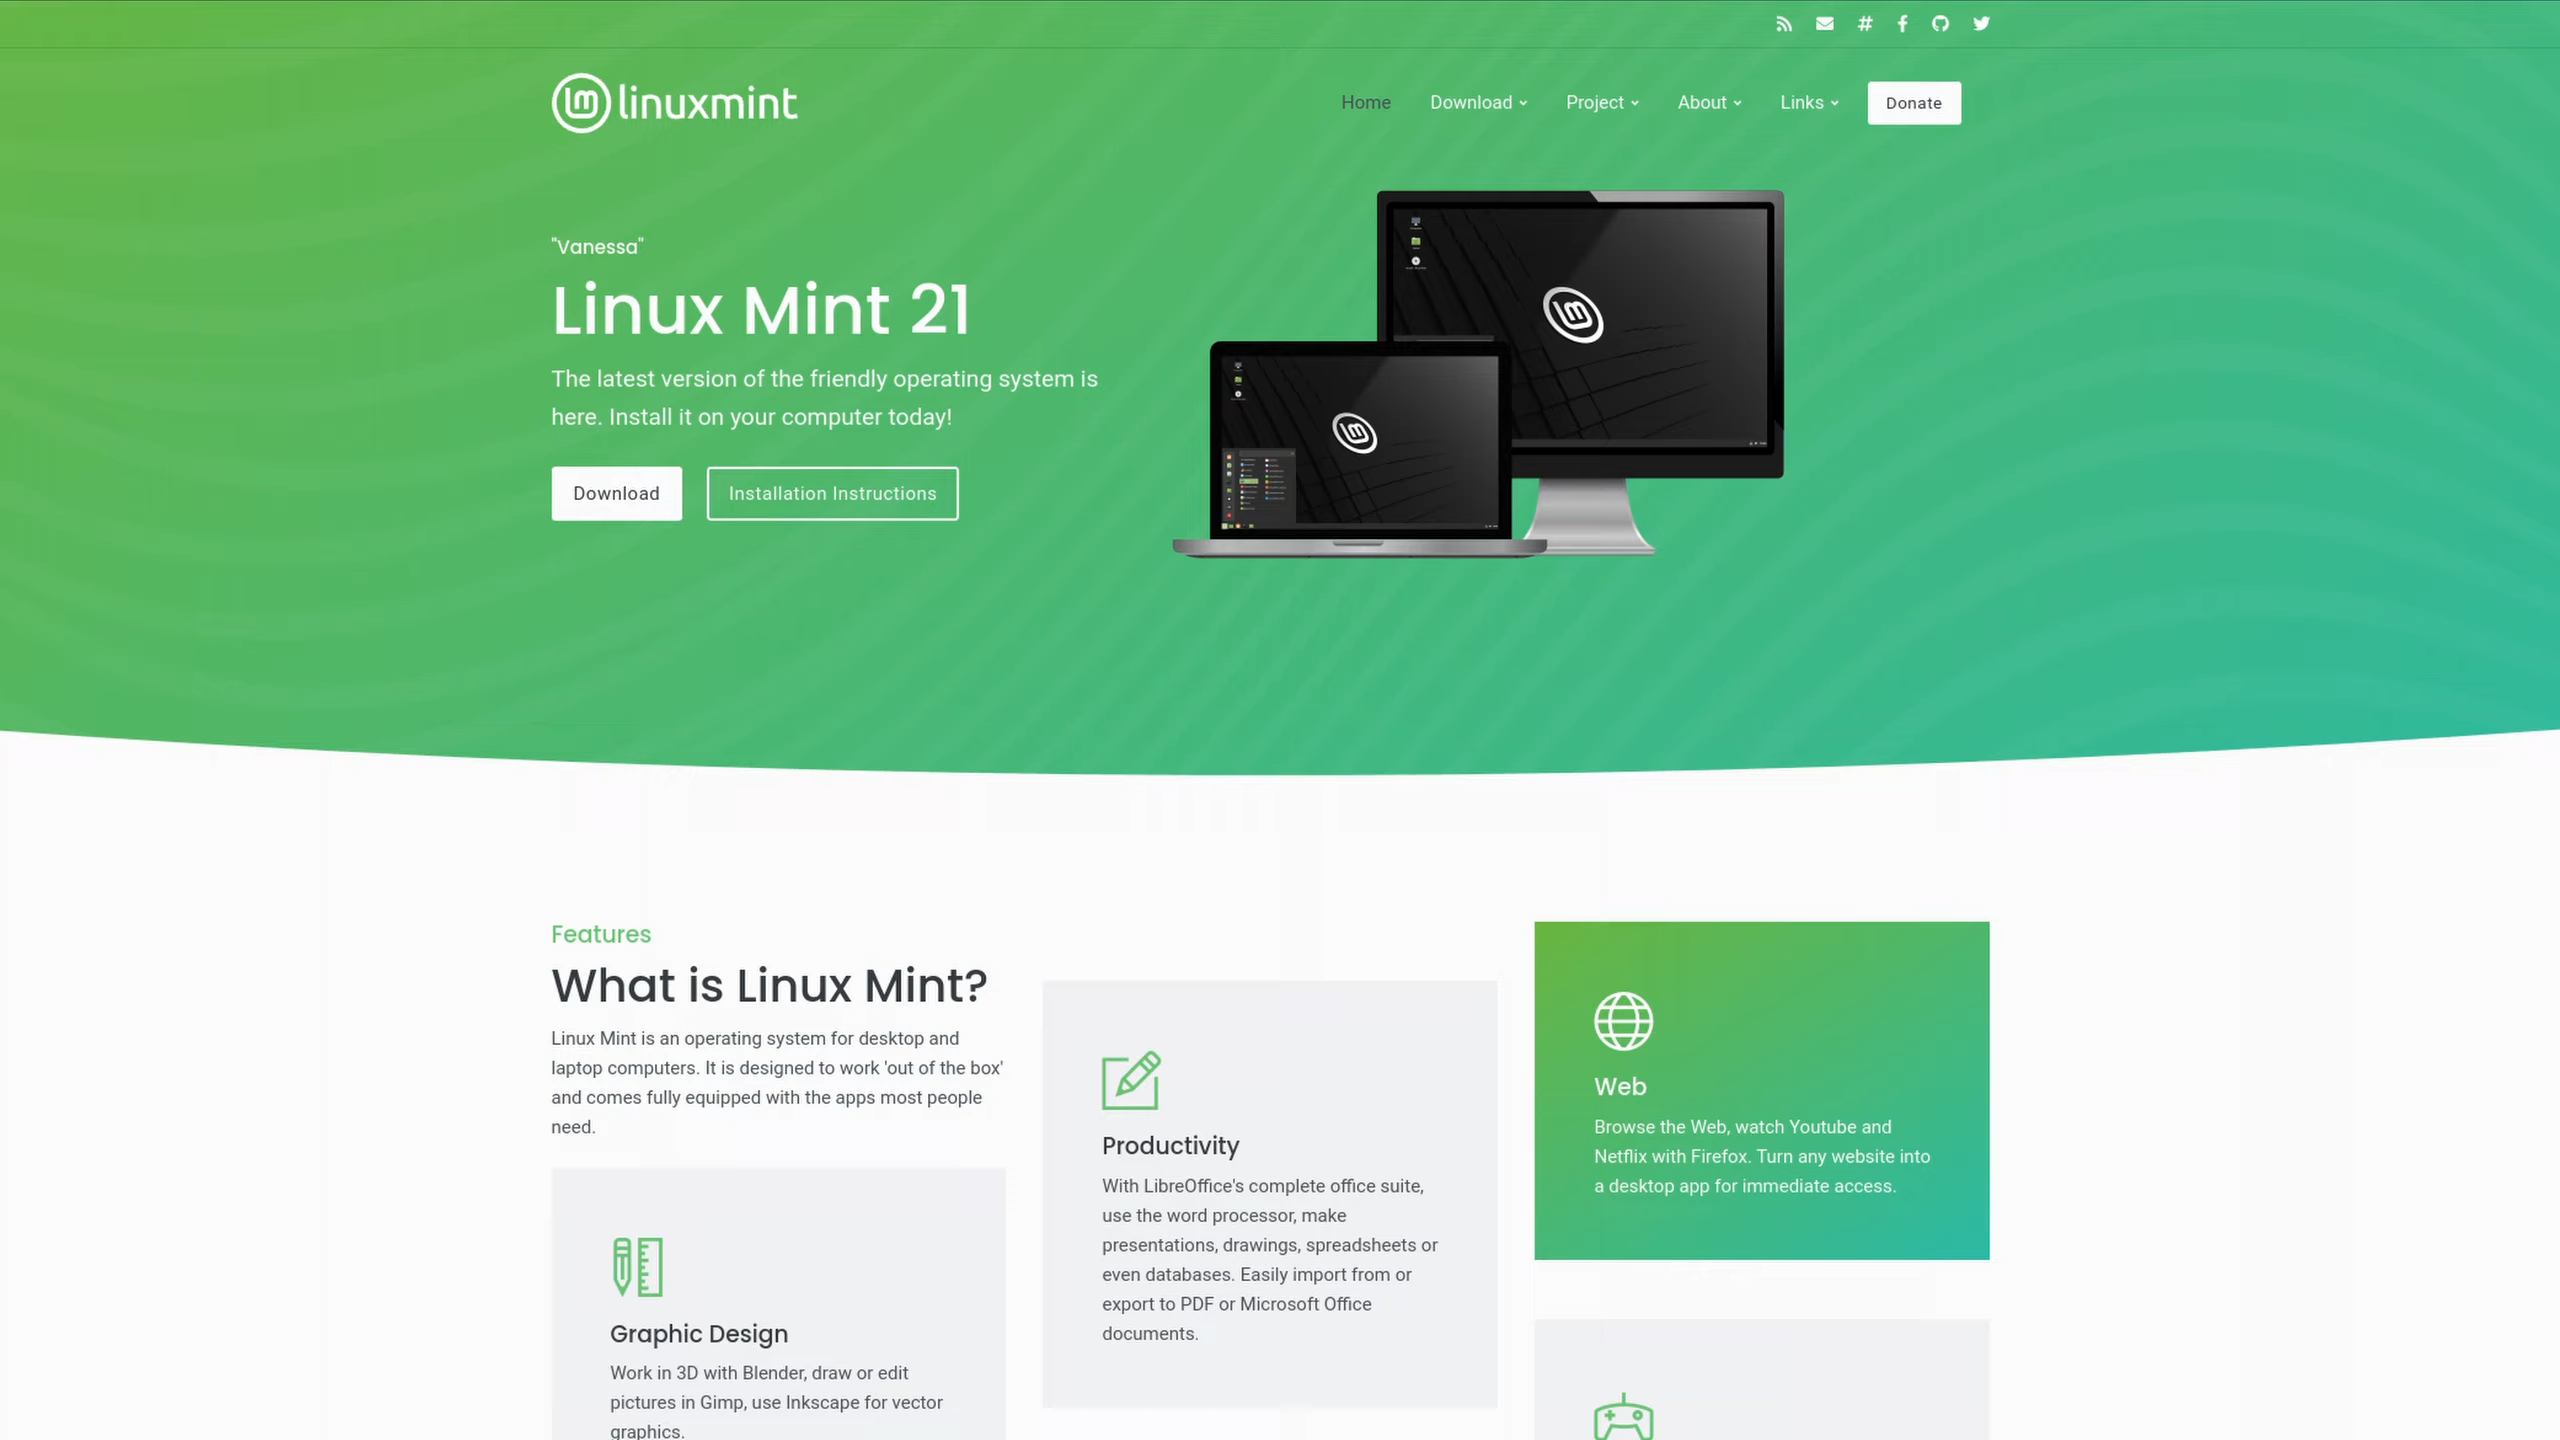 linuxmint
Home Download Project About Links Donate
"Vanessa"
Linux Mint 21
The latest version of the friendly operating system is
here. Install it on your computer today!
Download Installation Instructions
Features
What is Linux Mint?
Linux Mint is an operating system for desktop and
laptop computers. It is designed to work 'out of the box'
and comes fully equipped with the apps most people
need.
Graphic Design
Work in 3D with Blender, draw or edit
pictures in Gimp, use Inkscape for vector
graphics.
Productivity
With LibreOffice's complete office suite,
use the word processor, make
presentations, drawings, spreadsheets or
even databases. Easily import from or
export to PDF or Microsoft Office
documents.
Web
Browse the Web, watch Youtube and
Netflix with Firefox. Turn any website into
a desktop app for immediate access.